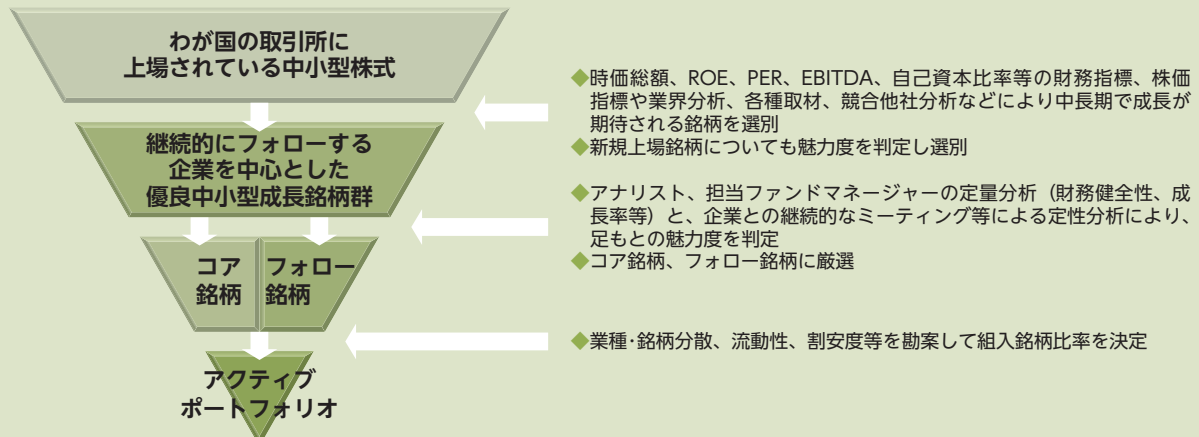 わが国の取引所に
上場されている中小型株式
◆時価総額、ROE、PER、EBITDA、自己資本比率等の財務指標、株価
指標や業界分析、各種取材、競合他社分析などにより中長期で成長が
期待される銘柄を選別
◆新規上場銘柄についても魅力度を判定し選別
継続的にフォローする
企業を中心とした
優良中小型成長銘柄群
◆アナリスト、担当ファンドマネージャーの定量分析（財務健全性、成
長率等）と、企業との継続的なミーティング等による定性分析により、
足もとの魅力度を判定
◆コア銘柄、フォロー銘柄に厳選
コア
銘柄
フォロー
銘柄
◆業種・銘柄分散、流動性、割安度等を勘案して組入銘柄比率を決定
アクティブ
ポートフォリオ